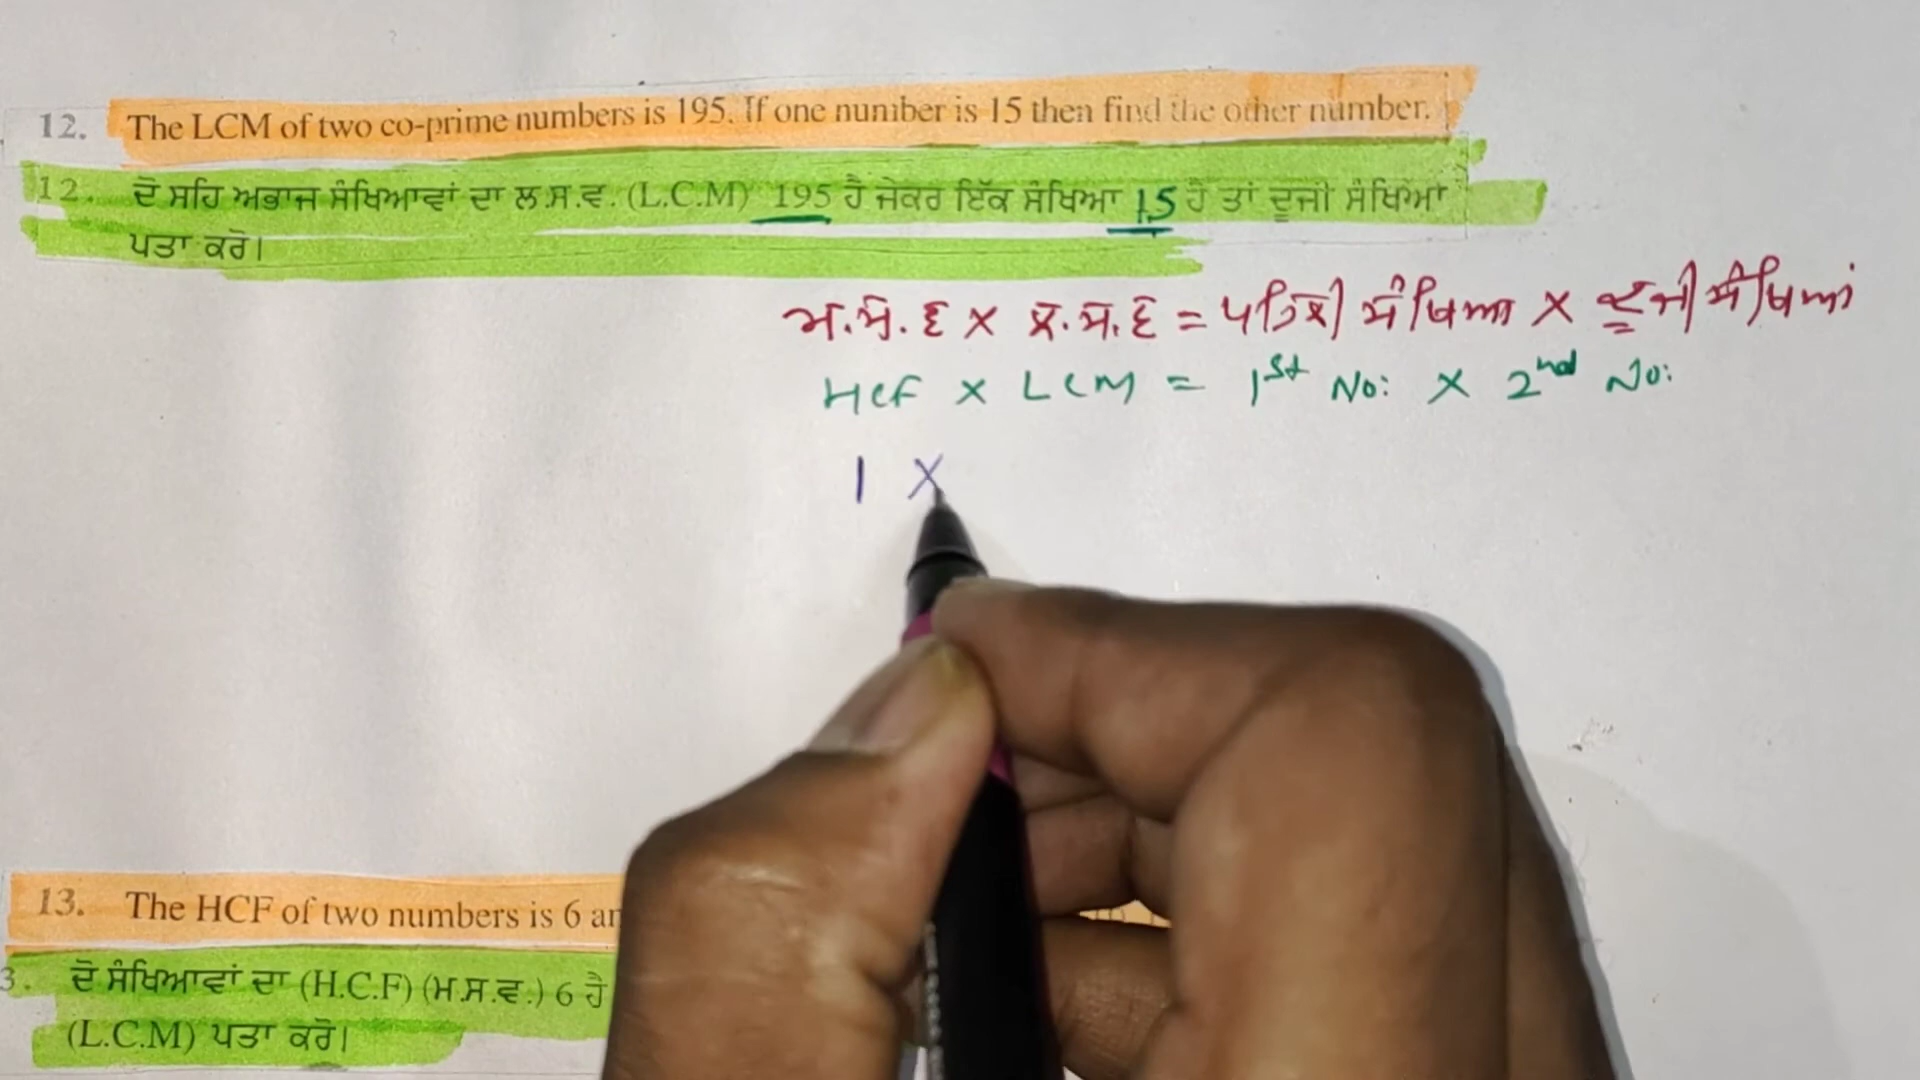 12. The LCM of two co-prime numbers is 195. If one number is 15 then find the other number.
12. ਦੋ ਸਹਿ ਅਭਾਜ ਸੰਖਿਆਵਾਂ ਦਾ ਲ.ਸ.ਵ. (L.C.M) 195 ਹੈ ਜੇਕਰ ਇੱਕ ਸੰਖਿਆ 15 ਹੈ ਤਾਂ ਦੂਜੀ ਸੰਖਿਆ
ਪਤਾ ਕਰੋ।
ਮ.ਸ.ਵ × ਲ.ਸ.ਵ = ਪਹਿਲੀ ਸੰਖਿਆ × ਦੂਜੀ ਸੰਖਿਆ
HCF × LCM = 1st No: × 2nd No:
1 ×
13. The HCF of two numbers is 6
3. ਦੋ ਸੰਖਿਆਵਾਂ ਦਾ (H.C.F) (ਮ.ਸ.ਵ.) 6 ਹੈ
(L.C.M) ਪਤਾ ਕਰੋ।